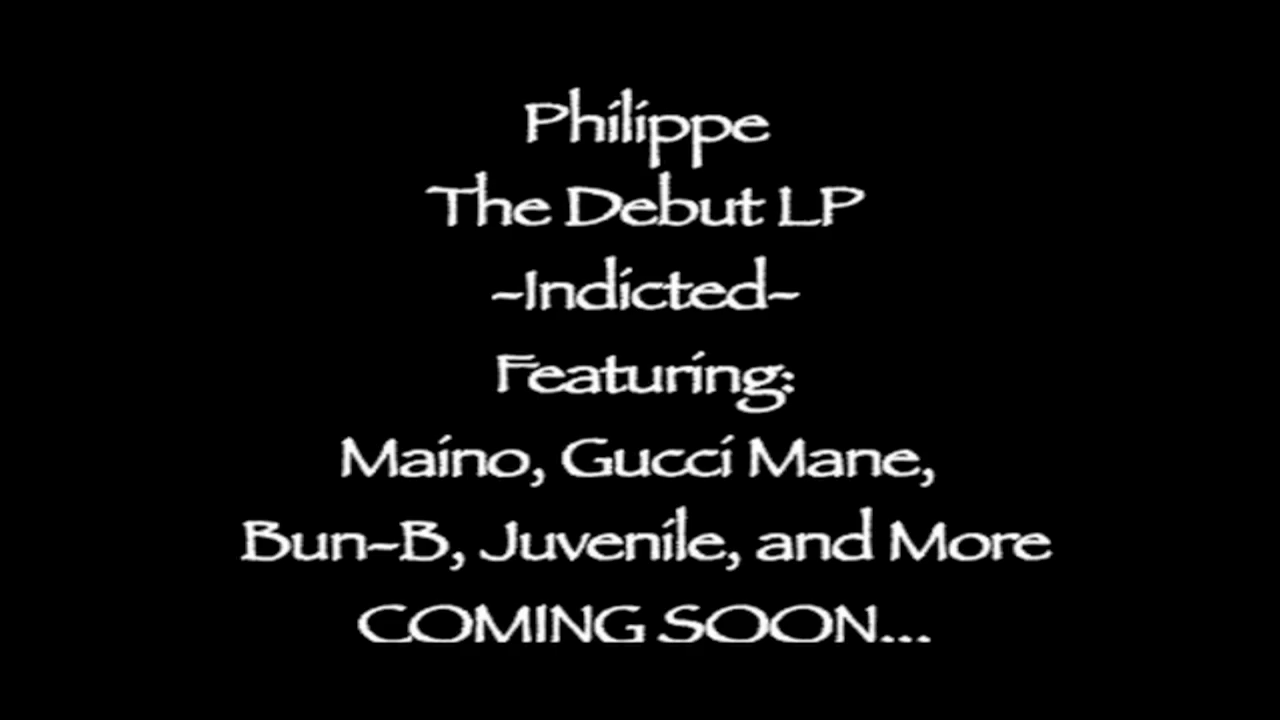 Philippe
The Debut LP
~Indicted~
Featuring:
Maino, Gucci Mane,
Bun~B, Juvenile, and More
COMING SOON...